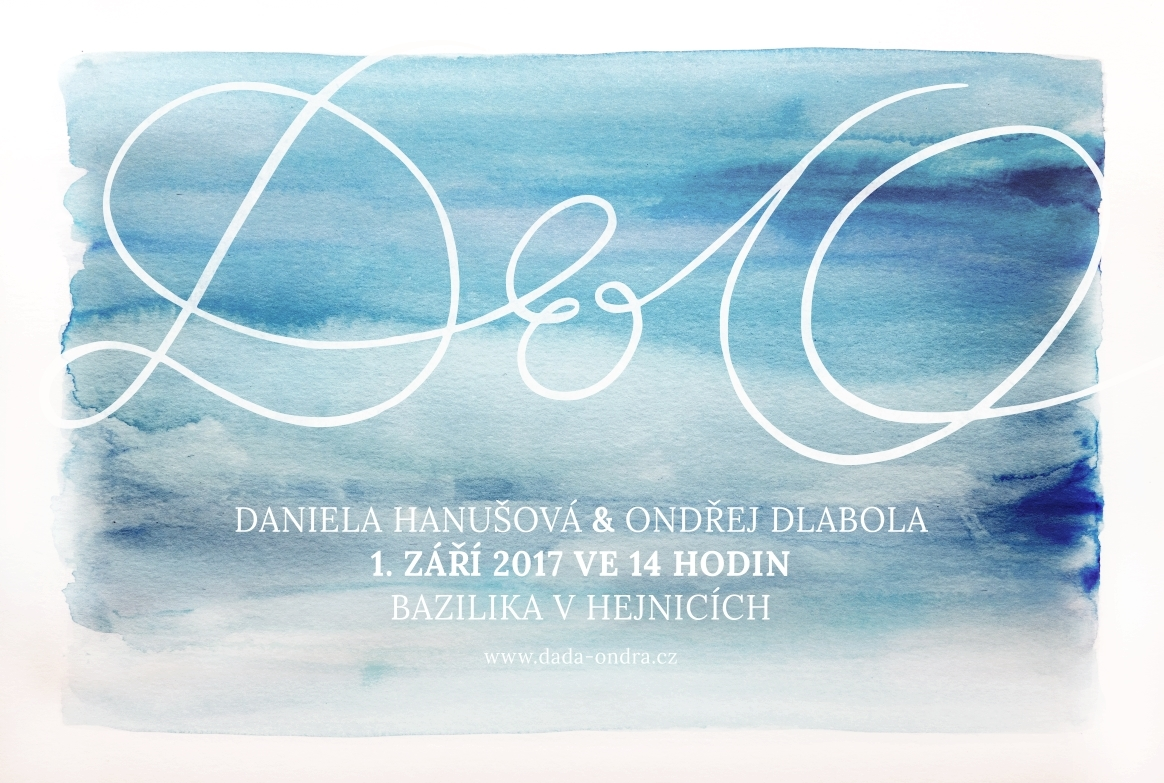 D & O
DANIELA HANUŠOVÁ & ONDŘEJ DLABOLA
1. ZÁŘÍ 2017 VE 14 HODIN
BAZILIKA V HEJNICÍCH
www.dada-ondra.cz